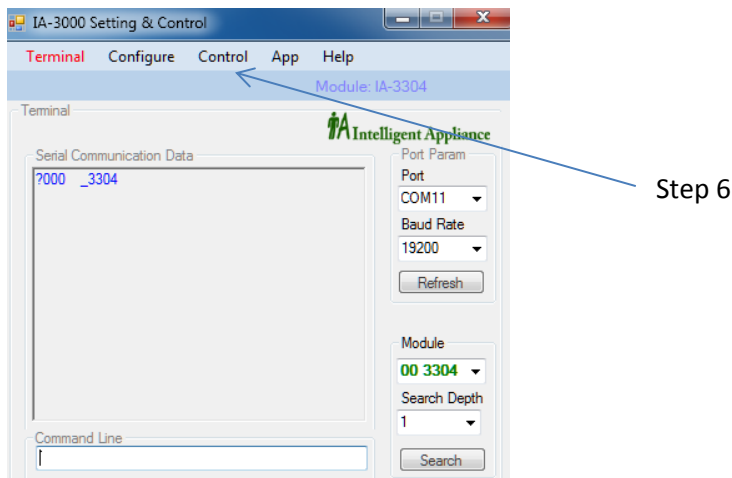 IA-3000 Setting & Control
Terminal Configure Control App Help
Module: IA-3304
Terminal
iA Intelligent Appliance
Serial Communication Data
?000 _3304
Port Param
Port
COM11
Baud Rate
19200
Refresh
Step 6
Module
00 3304
Search Depth
1
Search
Command Line